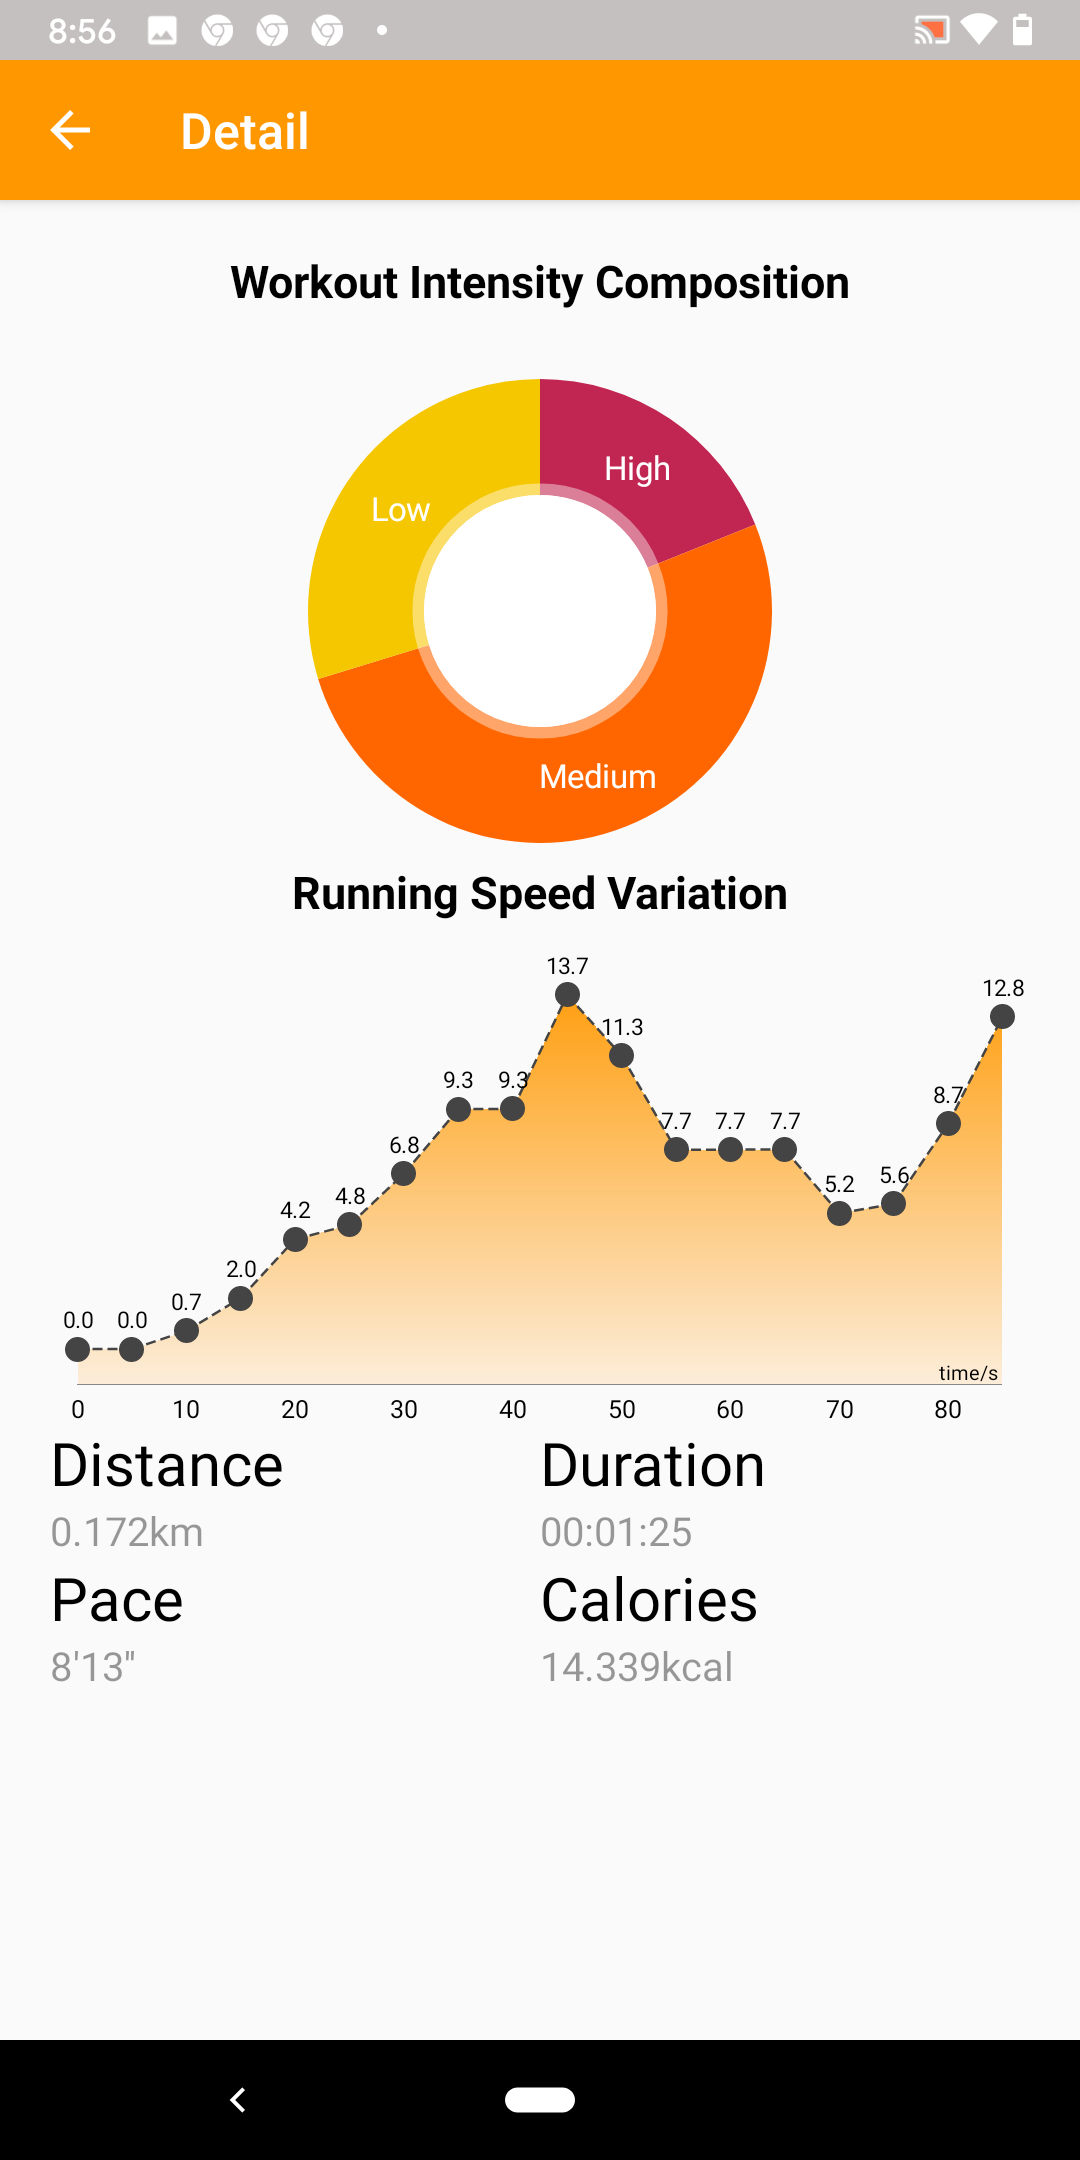 8:56
Detail
Workout Intensity Composition
High
Low
Medium
Running Speed Variation
13.7
12.8
11.3
9.3 9.3
8.7
7.7 7.7 7.7
6.8
5.6
5.2
4.8
4.2
2.0
0.7
0.0 0.0
time/s
0 10 20 30 40 50 60 70 80
Distance Duration
0.172km 00:01:25
Pace Calories
8'13" 14.339kcal